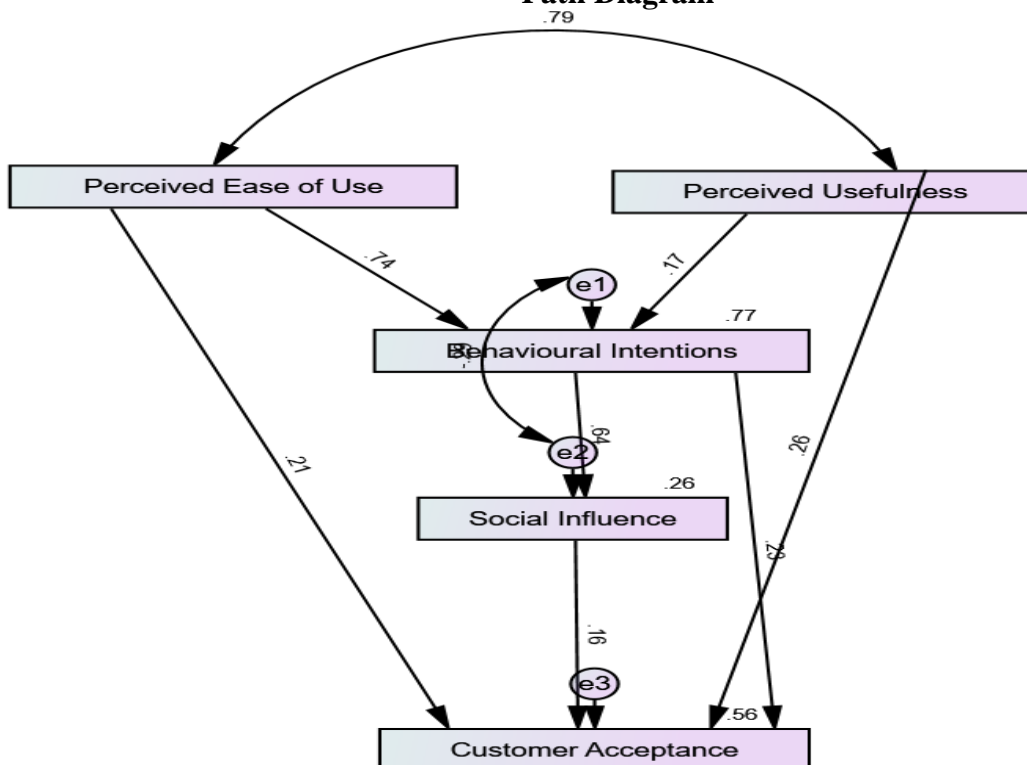 Path Diagram
.79
Perceived Ease of Use
Perceived Usefulness
.74
.17
e1
.77
Behavioural Intentions
.64
e2
.26
.26
Social Influence
.21
.16
e3
.56
Customer Acceptance